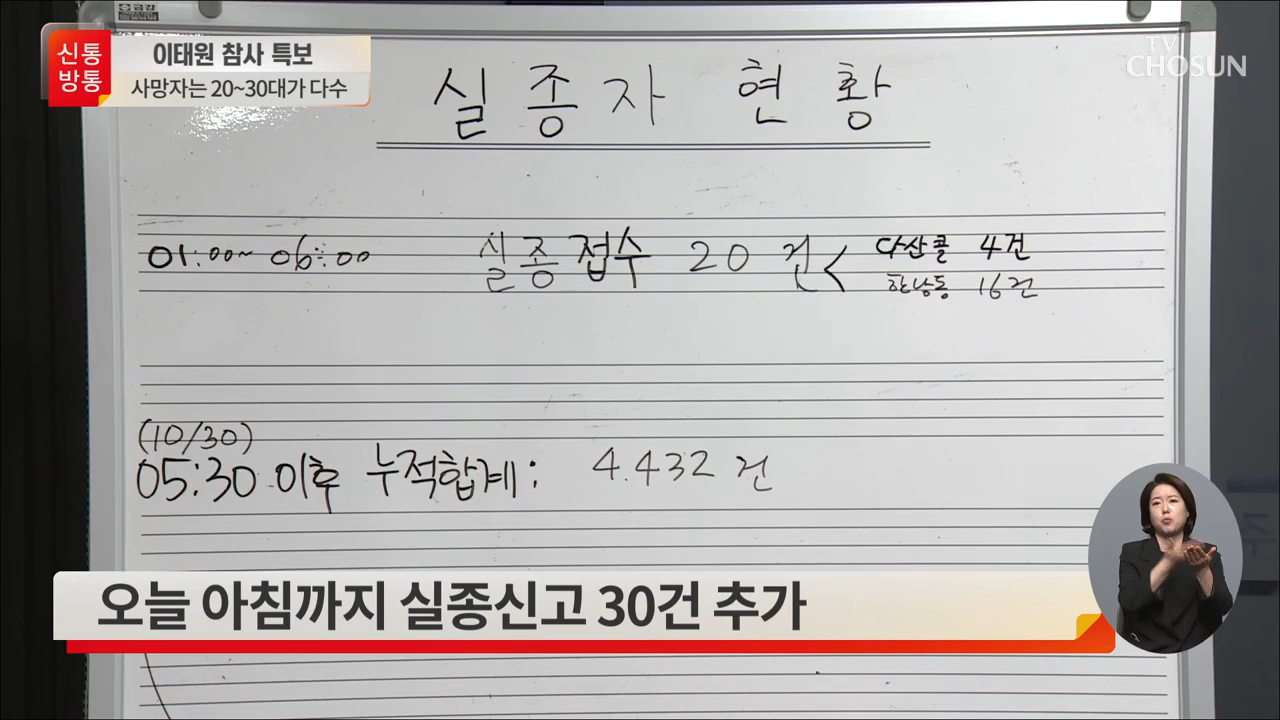 신통
방통
이태원 참사 특보
사망자는 20~30대가 다수
TV
CHOSUN
금강
실종자 현황
01:00~ 06:00 실종접수 20건< 다산콜 4건
한남동 16건
(10/30)
05:30 이후 누적합계: 4.432 건
오늘 아침까지 실종신고 30건 추가